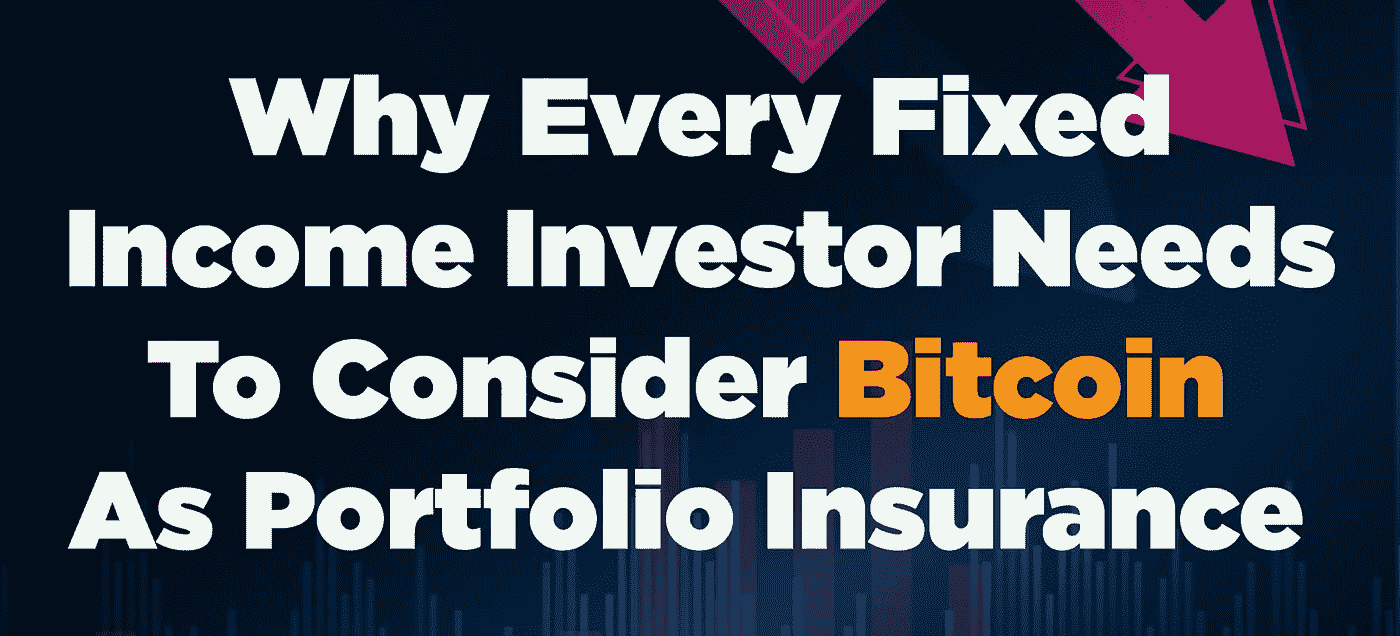 Why Every Fixed
Income Investor Needs
To Consider Bitcoin
As Portfolio Insurance